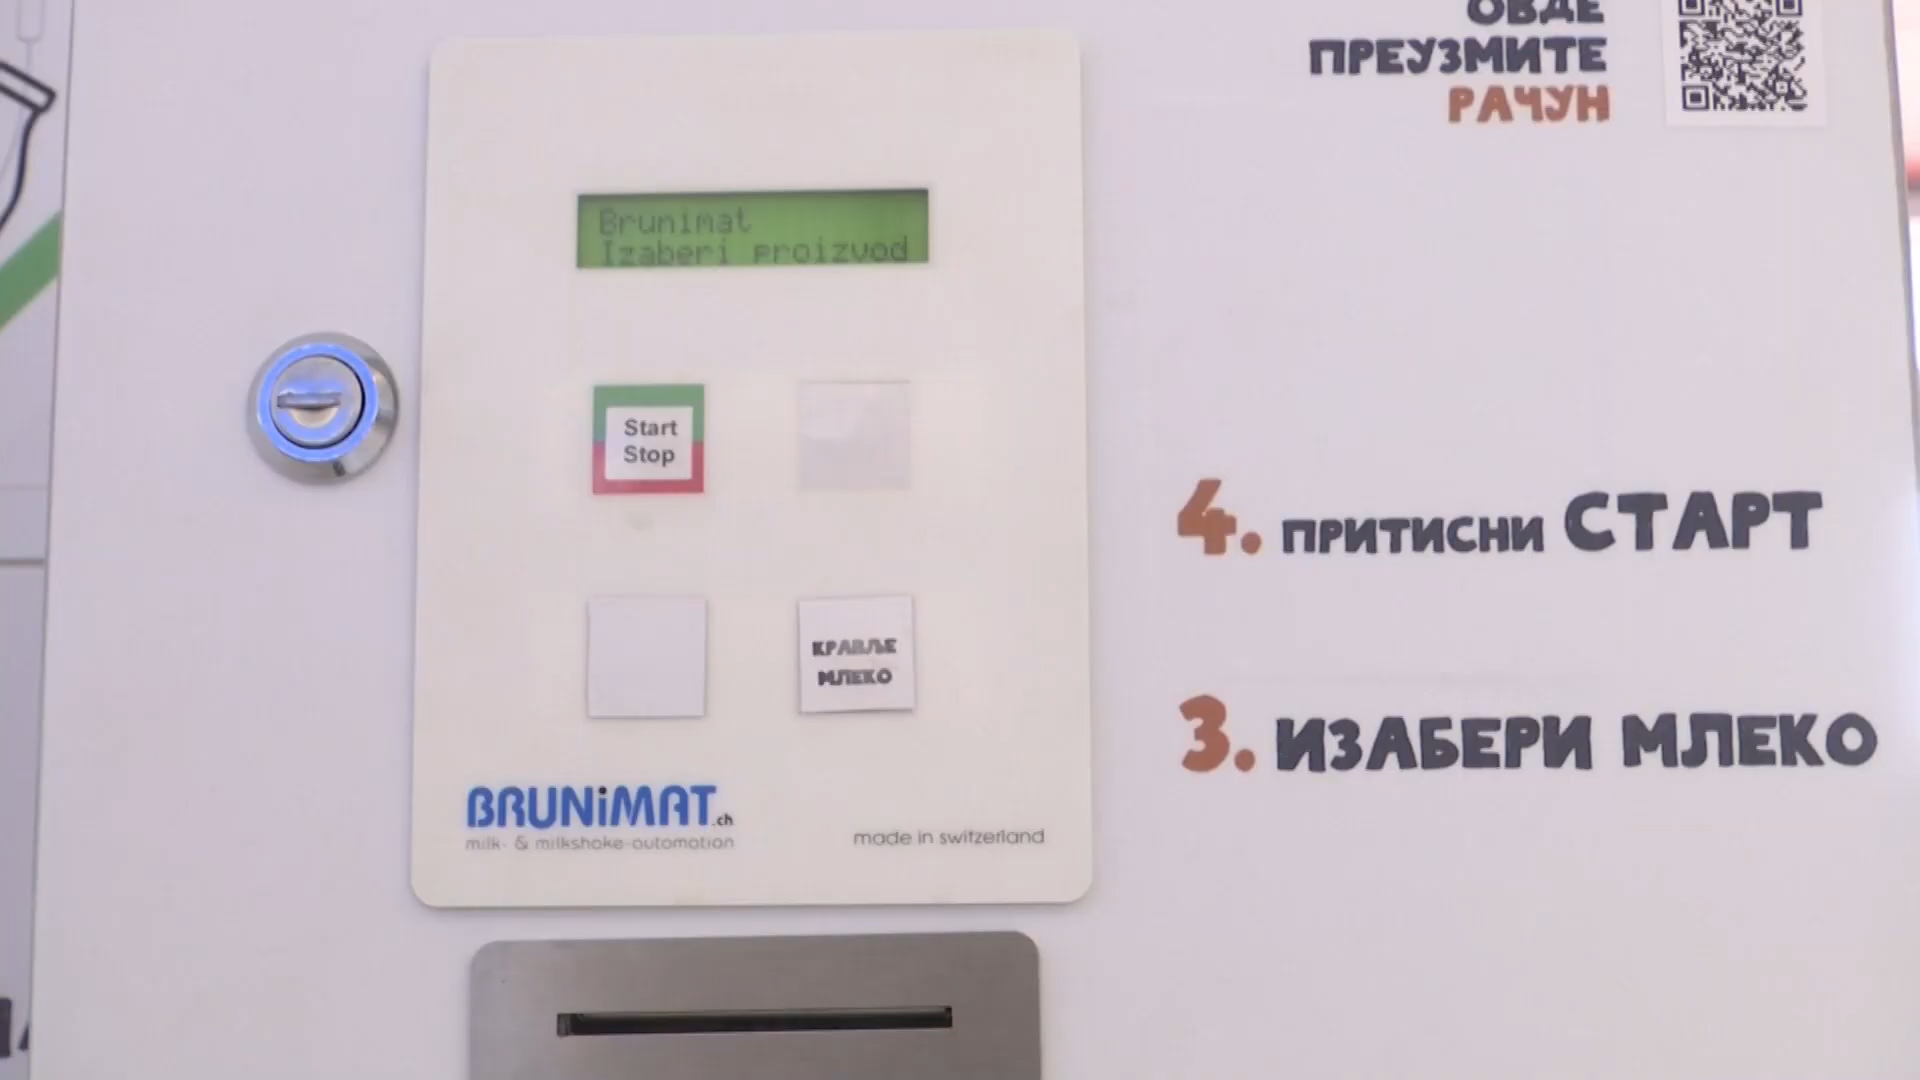 ОВДЕ
ПРЕУЗМИТЕ
РАЧУН
Brunimat
Izaberi proizvod
Start
Stop
4. ПРИТИСНИ СТАРТ
КРАВЉЕ
МЛЕКО
3. ИЗАБЕРИ МЛЕКО
BRUNiMAT.ch
milk- & milkshake-automation
made in switzerland